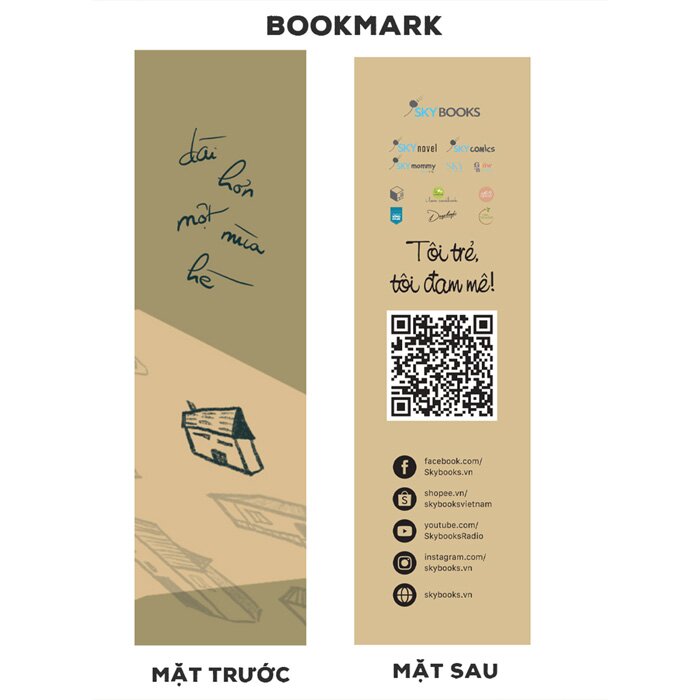 BOOKMARK
dài
hơn
một
mùa
hè
SKYBOOKS
SKYnovel
SKYCOMICS
SKYmommy
SKY
Tôi trẻ,
tôi đam mê!
facebook.com/
Skybooks.vn
shopee.vn/
skybooksvietnam
youtube.com/
SkybooksRadio
instagram.com/
skybooks.vn
skybooks.vn
MẶT TRƯỚC
MẶT SAU